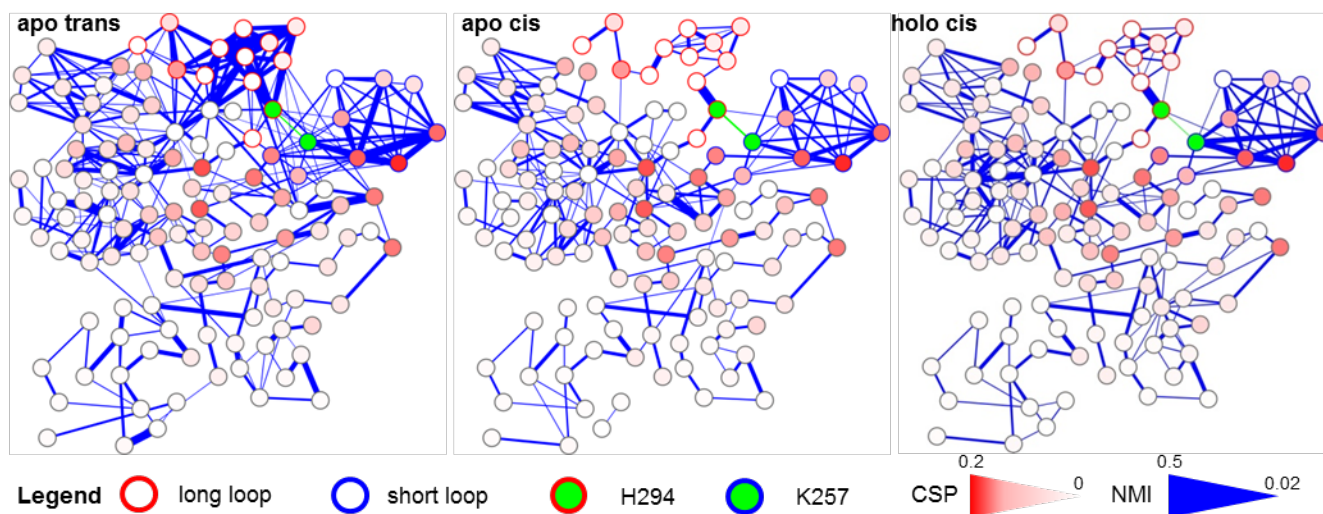 apo trans
apo cis
holo cis
Legend long loop short loop H294 K257 CSP 0.2 0 NMI 0.5 0.02